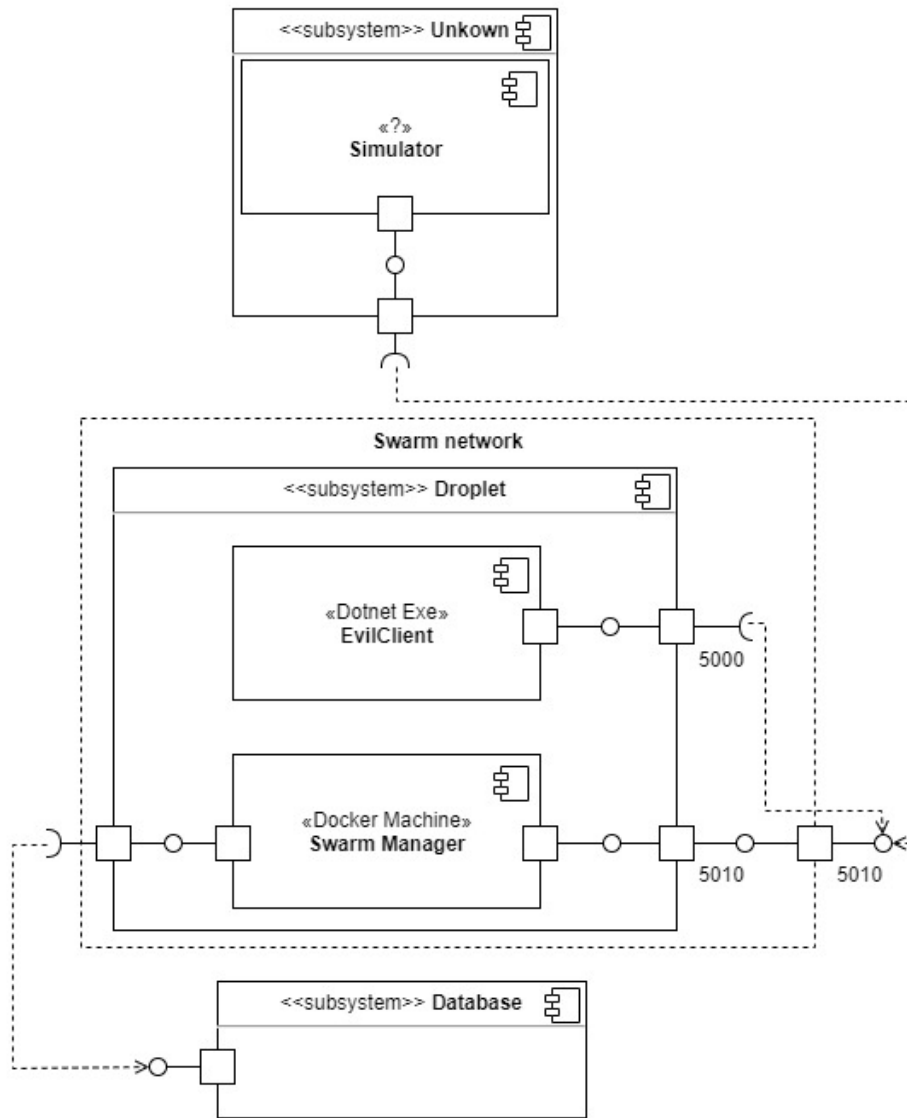 <<subsystem>> Unkown
«?»
Simulator
Swarm network
<<subsystem>> Droplet
«Dotnet Exe»
EvilClient
5000
«Docker Machine»
Swarm Manager
5010
5010
<<subsystem>> Database